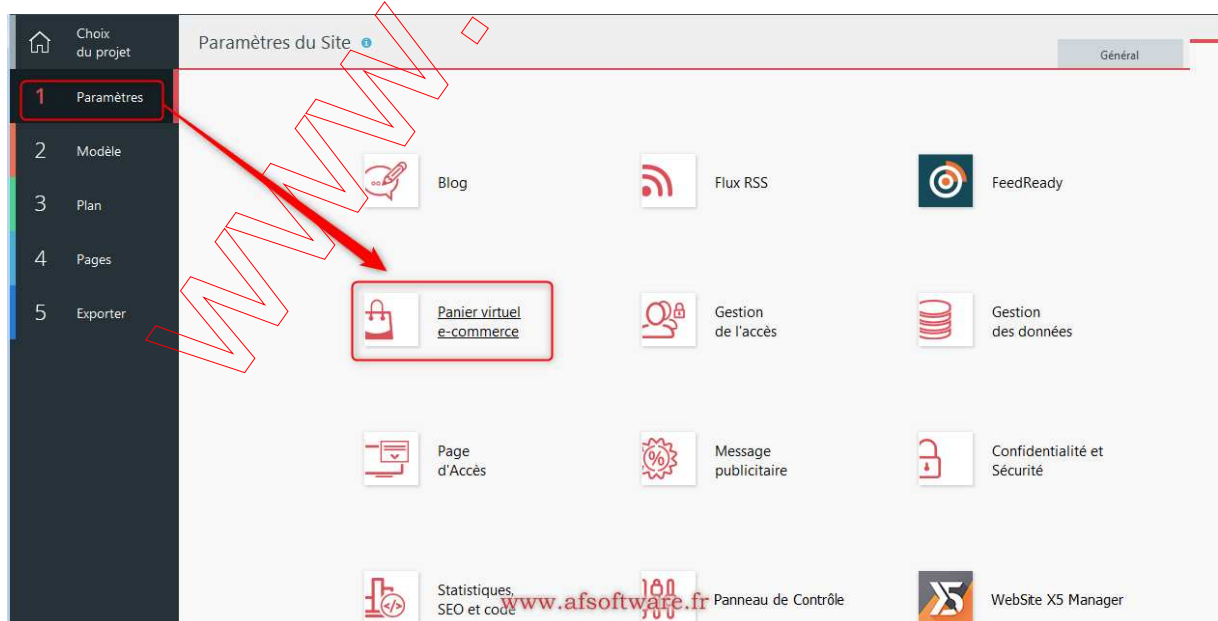 Choix
du projet
Paramètres du Site
Général
1 Paramètres
2 Modèle
3 Plan
4 Pages
5 Exporter
Blog
Flux RSS
FeedReady
Panier virtuel
e-commerce
Gestion
de l'accès
Gestion
des données
Page
d'Accès
Message
publicitaire
Confidentialité et
Sécurité
Statistiques,
SEO et code
Panneau de Contrôle
WebSite X5 Manager
www.afsoftware.fr
www.